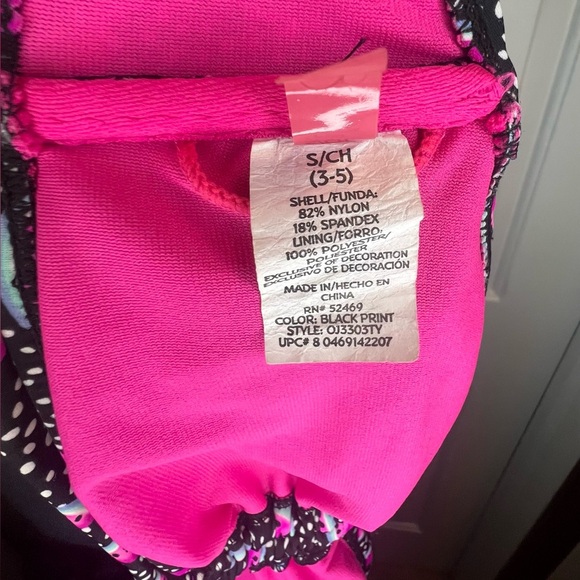 S/CH
(3-5)
SHELL/FUNDA:
82% NYLON
18% SPANDEX
LINING/FORRO:
100% POLYESTER/
POLIESTER
EXCLUSIVE OF DECORATION
EXCLUSIVO DE DECORACIÓN
MADE IN/HECHO EN
CHINA
RN# 52469
COLOR: BLACK PRINT
STYLE: OJ3303TY
UPC# 8 0469142207